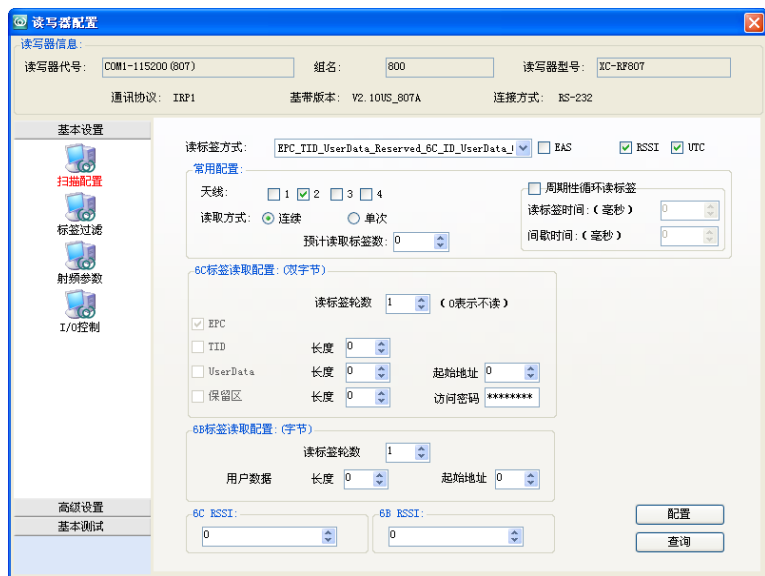 读写器配置
读写器信息:
读写器代号: COM1-115200(807) 组名: 800 读写器型号: XC-RF807
通讯协议: IRP1 基带版本: V2.10US_807A 连接方式: RS-232
基本设置
扫描配置
标签过滤
射频参数
I/O控制
高级设置
基本测试
读标签方式: EPC_TID_UserData_Reserved_6C_ID_UserData_ EAS RSSI UTC
常用配置:
天线: 1 2 3 4
读取方式: 连续 单次
预计读取标签数: 0
周期性循环读标签
读标签时间:(毫秒) 0
间歇时间:(毫秒) 0
6C标签读取配置:(双字节)
读标签轮数 1 (0表示不读)
EPC
TID 长度 0
UserData 长度 0 起始地址 0
保留区 长度 0 访问密码 ********
6B标签读取配置:(字节)
读标签轮数 1
用户数据 长度 0 起始地址 0
6C RSSI:
0
6B RSSI:
0
配置
查询